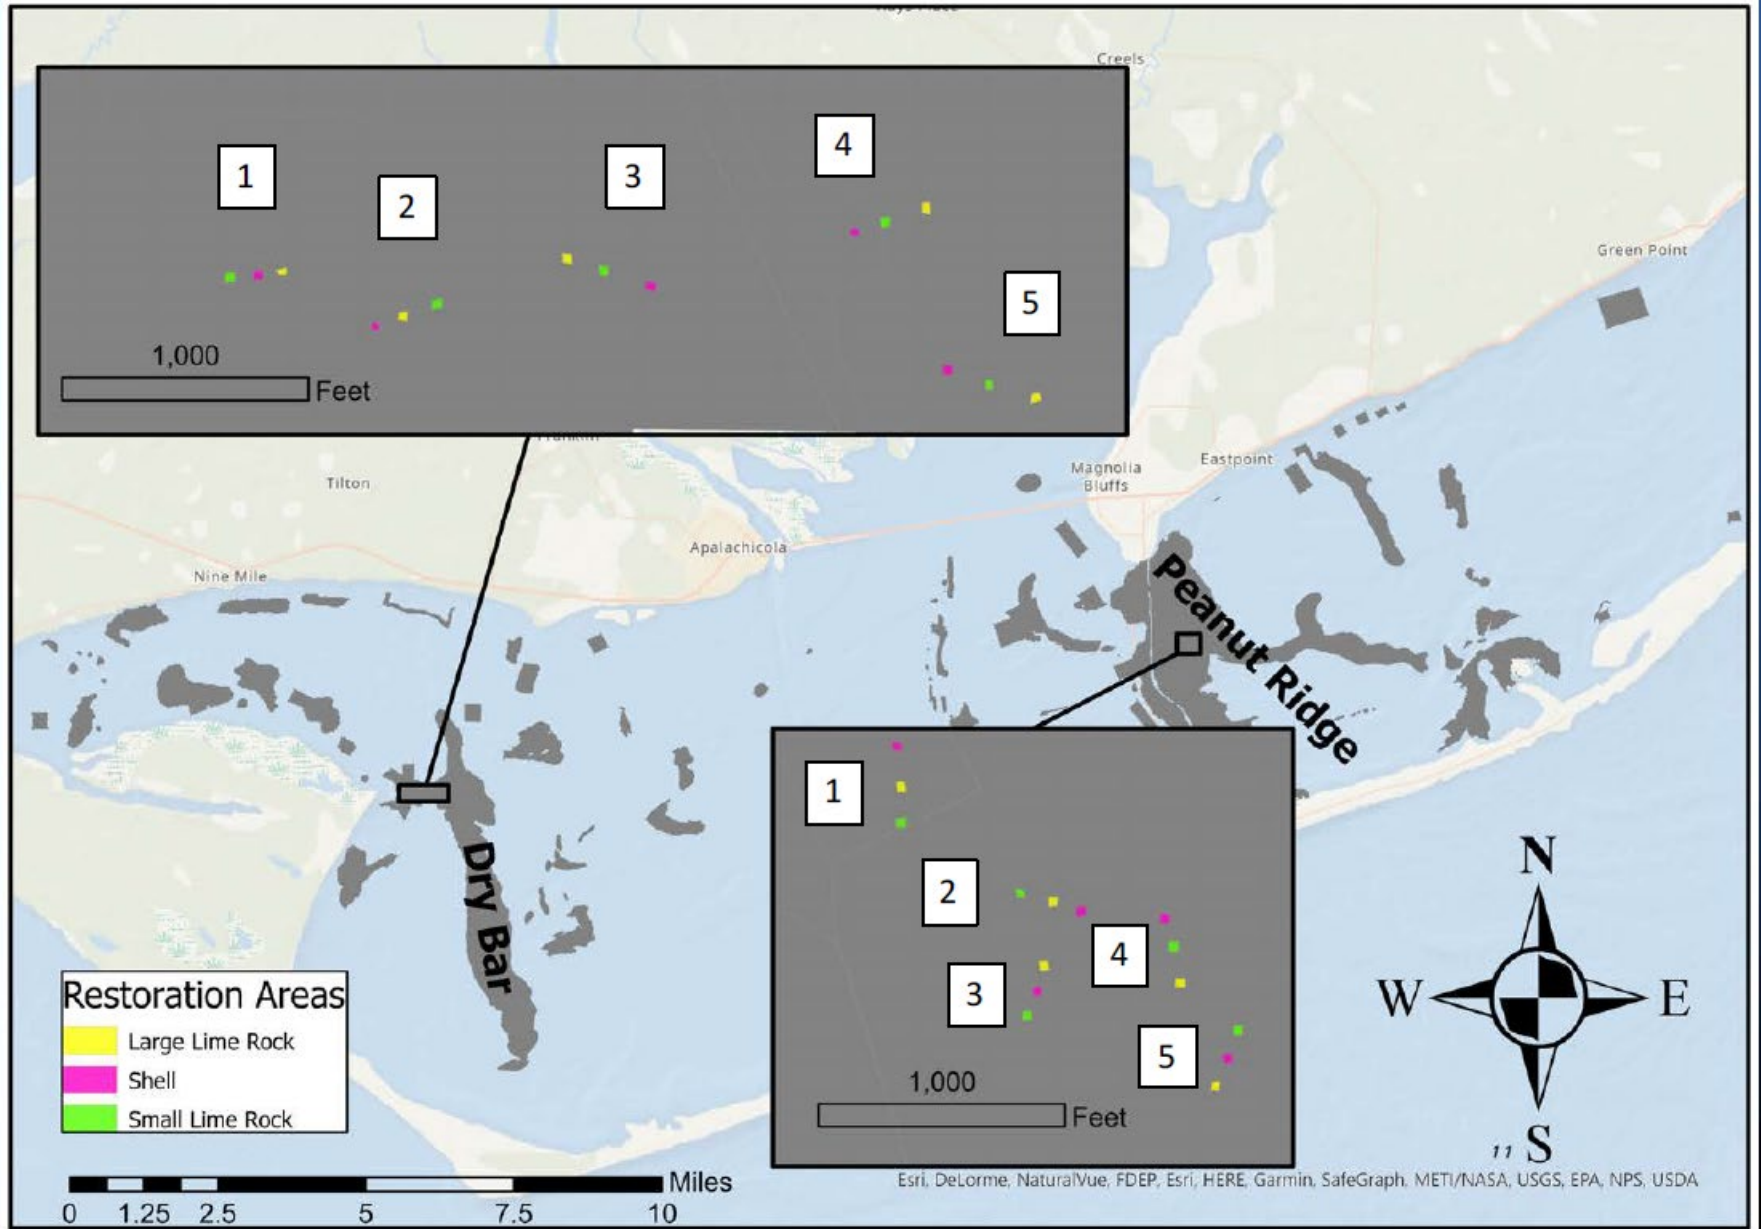 Creels
1
2
3
4
5
1,000
Feet
Green Point
Tilton
Magnolia
Bluffs
Eastpoint
Apalachicola
Nine Mile
Peanut Ridge
Dry Bar
1
2
3
4
5
1,000
Feet
N
W
E
S
11
Restoration Areas
Large Lime Rock
Shell
Small Lime Rock
Miles
0 1.25 2.5 5 7.5 10
Esri, DeLorme, NaturalVue, FDEP, Esri, HERE, Garmin, SafeGraph, METI/NASA, USGS, EPA, NPS, USDA